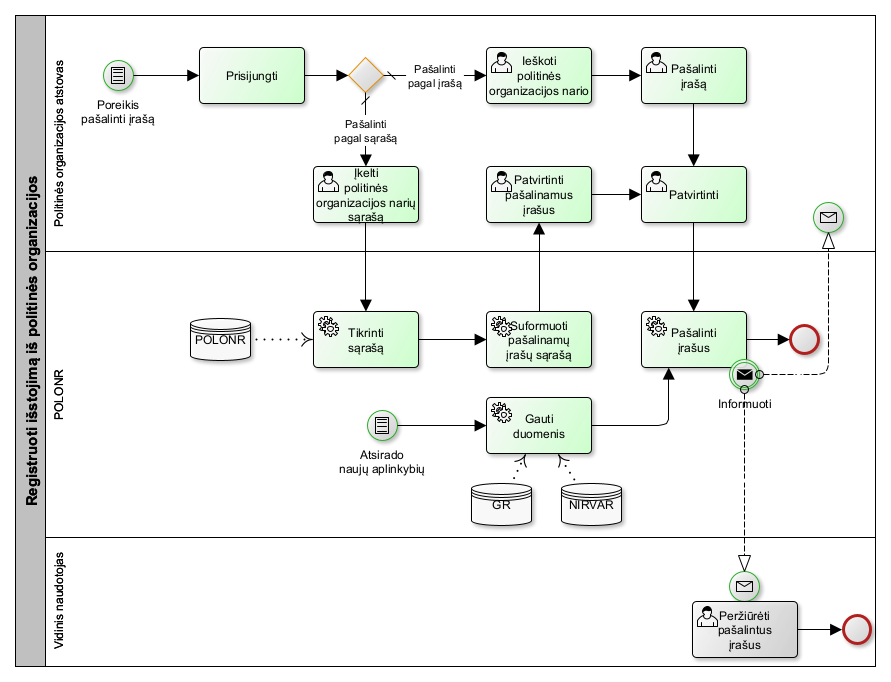 Registruoti išstojimą iš politinės organizacijos
Politinės organizacijos atstovas
Poreikis
pašalinti įrašą
Prisijungti
Pašalinti
pagal įrašą
Ieškoti
politinės
organizacijos nario
Pašalinti
įrašą
Pašalinti
pagal sąrašą
Įkelti
politinės
organizacijos narių
sąrašą
Patvirtinti
pašalinamus
įrašus
Patvirtinti
POLONR
POLONR
Tikrinti
sąrašą
Suformuoti
pašalinamų
įrašų sąrašą
Pašalinti
įrašus
Informuoti
Atsirado
naujų aplinkybių
Gauti
duomenis
GR
NIRVAR
Vidinis naudotojas
Peržiūrėti
pašalintus
įrašus